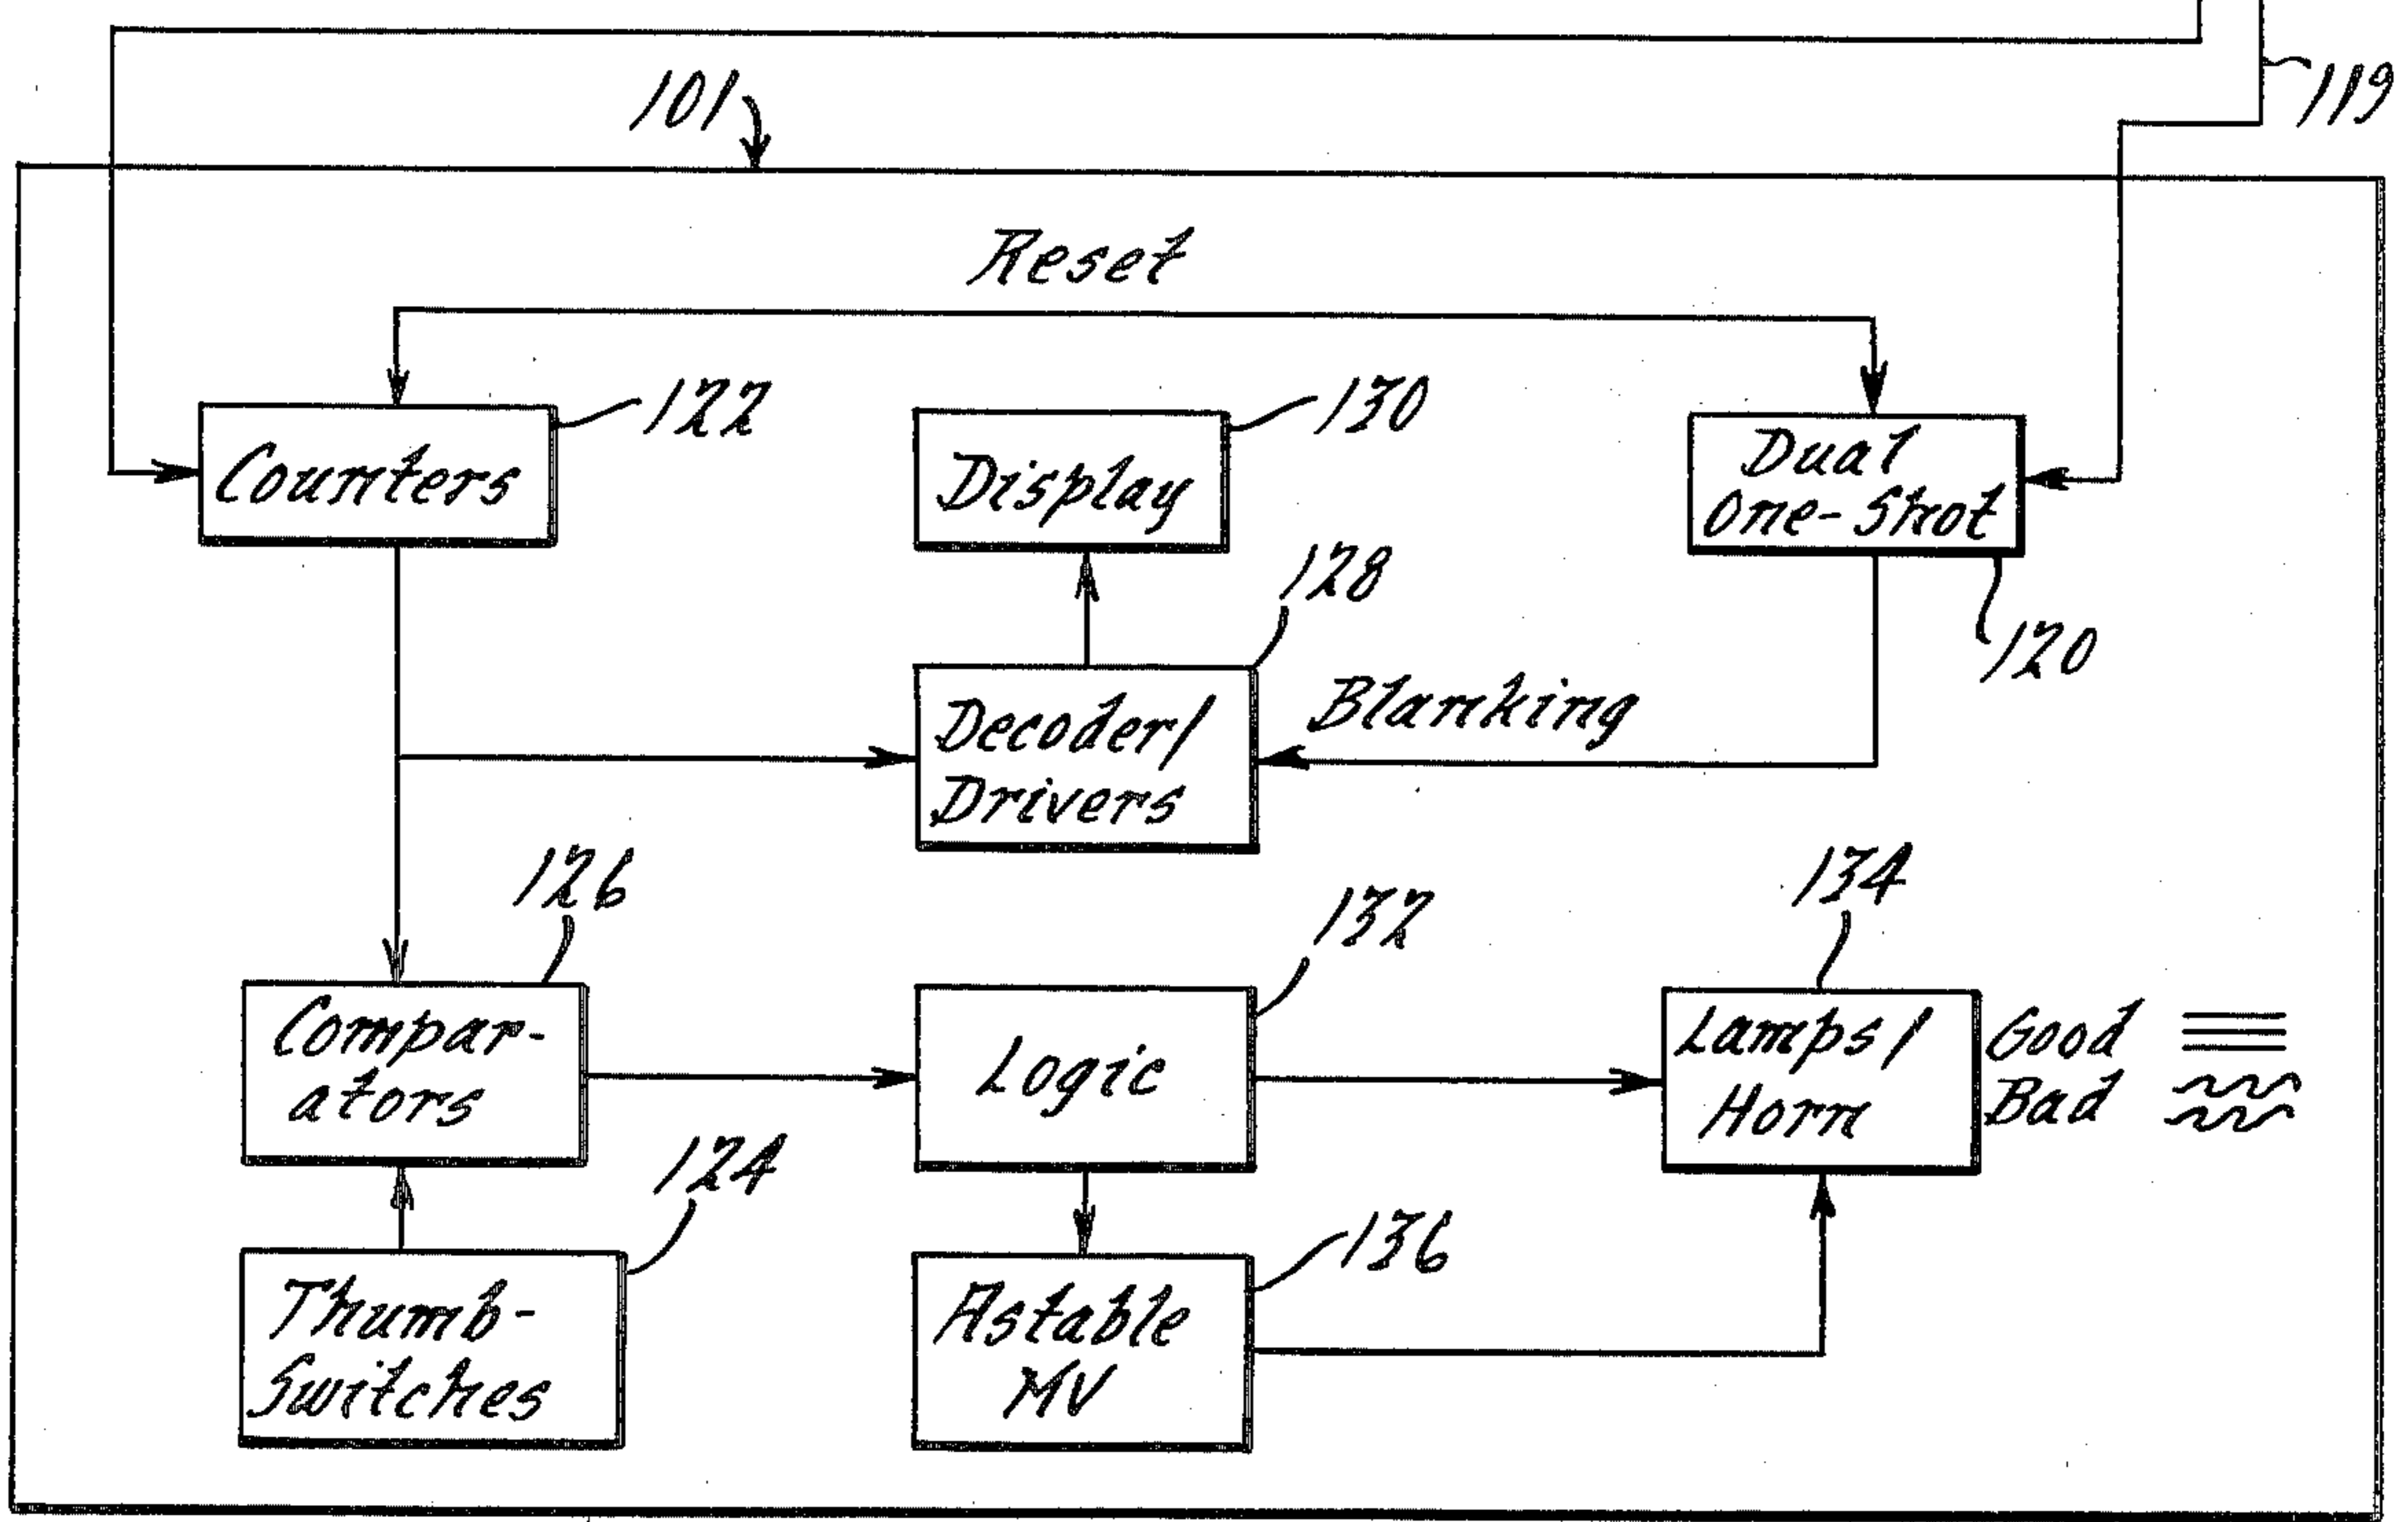 119
101
Reset
122
Counters
130
Display
Dual
One-Shot
120
128
Decoder/
Drivers
Blanking
126
Compar-
ators
132
Logic
134
Lamps/
Horn
Good
Bad
124
Thumb-
Switches
136
Astable
MV